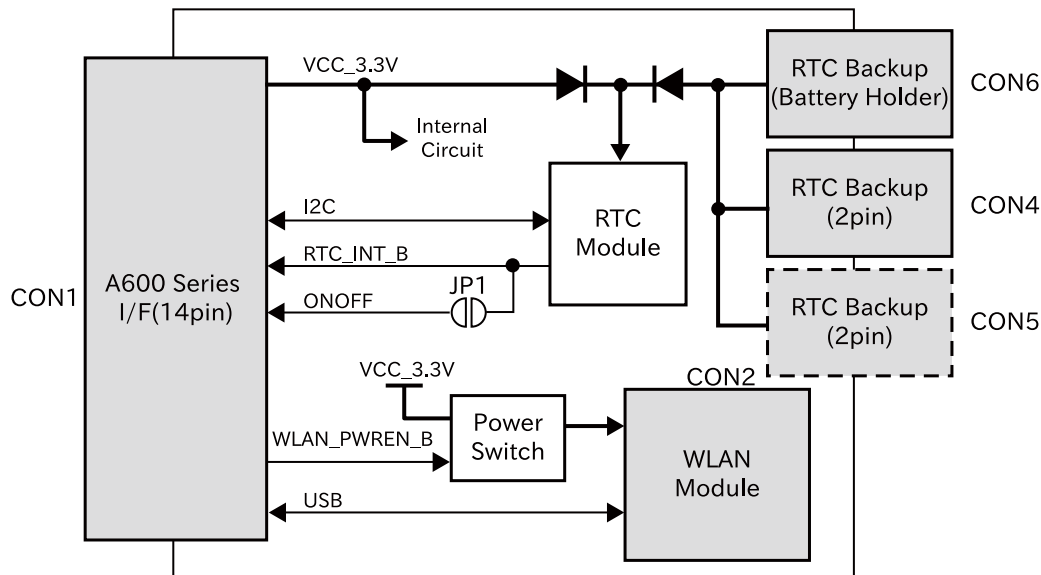 VCC_3.3V
RTC Backup
(Battery Holder)
CON6
Internal
Circuit
RTC Backup
(2pin)
CON4
I2C
RTC
Module
RTC_INT_B
CON1
A600 Series
I/F(14pin)
JP1
ONOFF
RTC Backup
(2pin)
CON5
VCC_3.3V
CON2
Power
Switch
WLAN_PWREN_B
WLAN
Module
USB